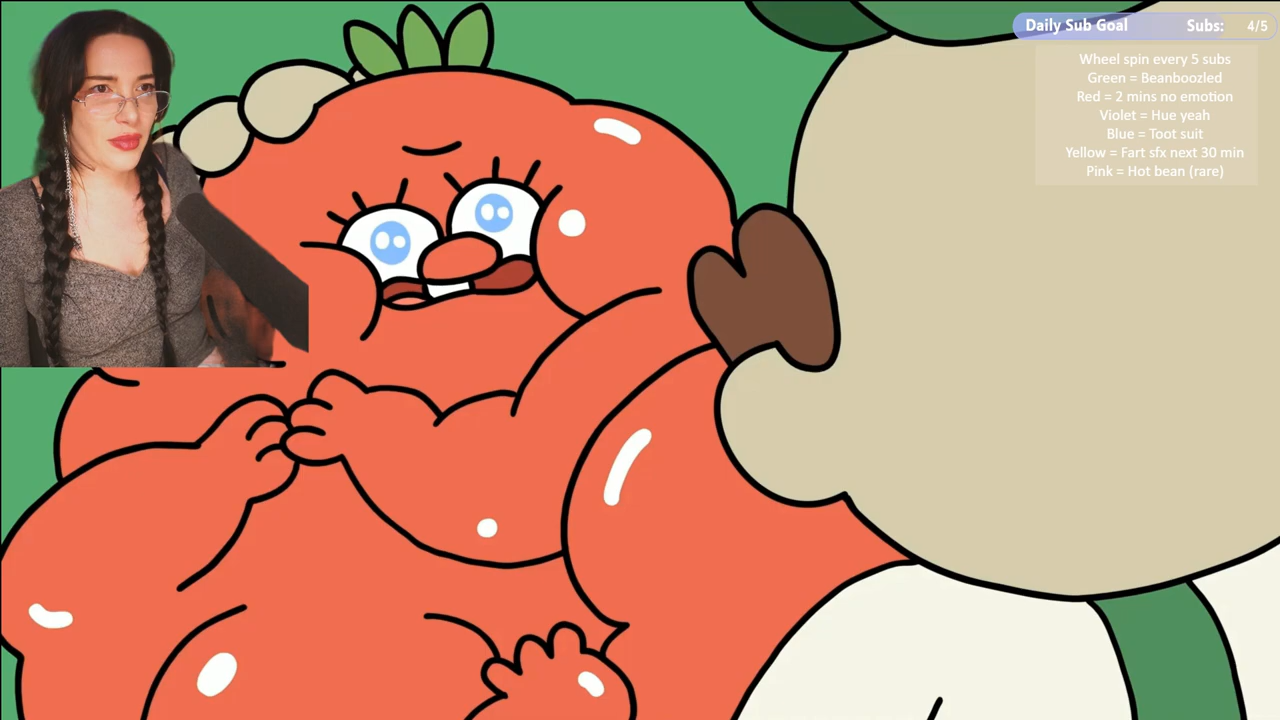 Daily Sub Goal Subs: 4/5
Wheel spin every 5 subs
Green = Beanboozled
Red = 2 mins no emotion
Violet = Hue yeah
Blue = Toot suit
Yellow = Fart sfx next 30 min
Pink = Hot bean (rare)